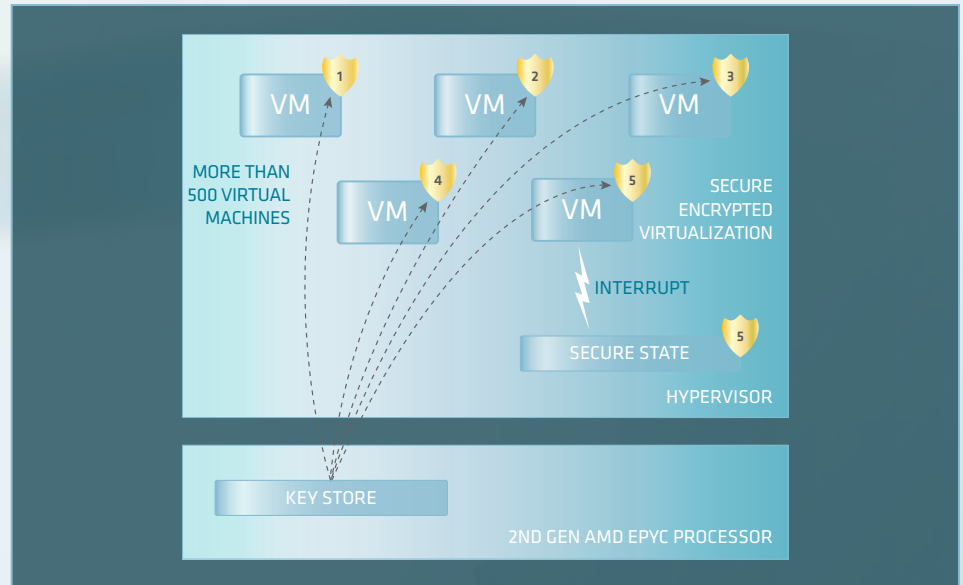 1
2
3
VM
VM
VM
MORE THAN
500 VIRTUAL
MACHINES
4
5
VM
VM
SECURE
ENCRYPTED
VIRTUALIZATION
INTERRUPT
5
SECURE STATE
HYPERVISOR
KEY STORE
2ND GEN AMD EPYC PROCESSOR